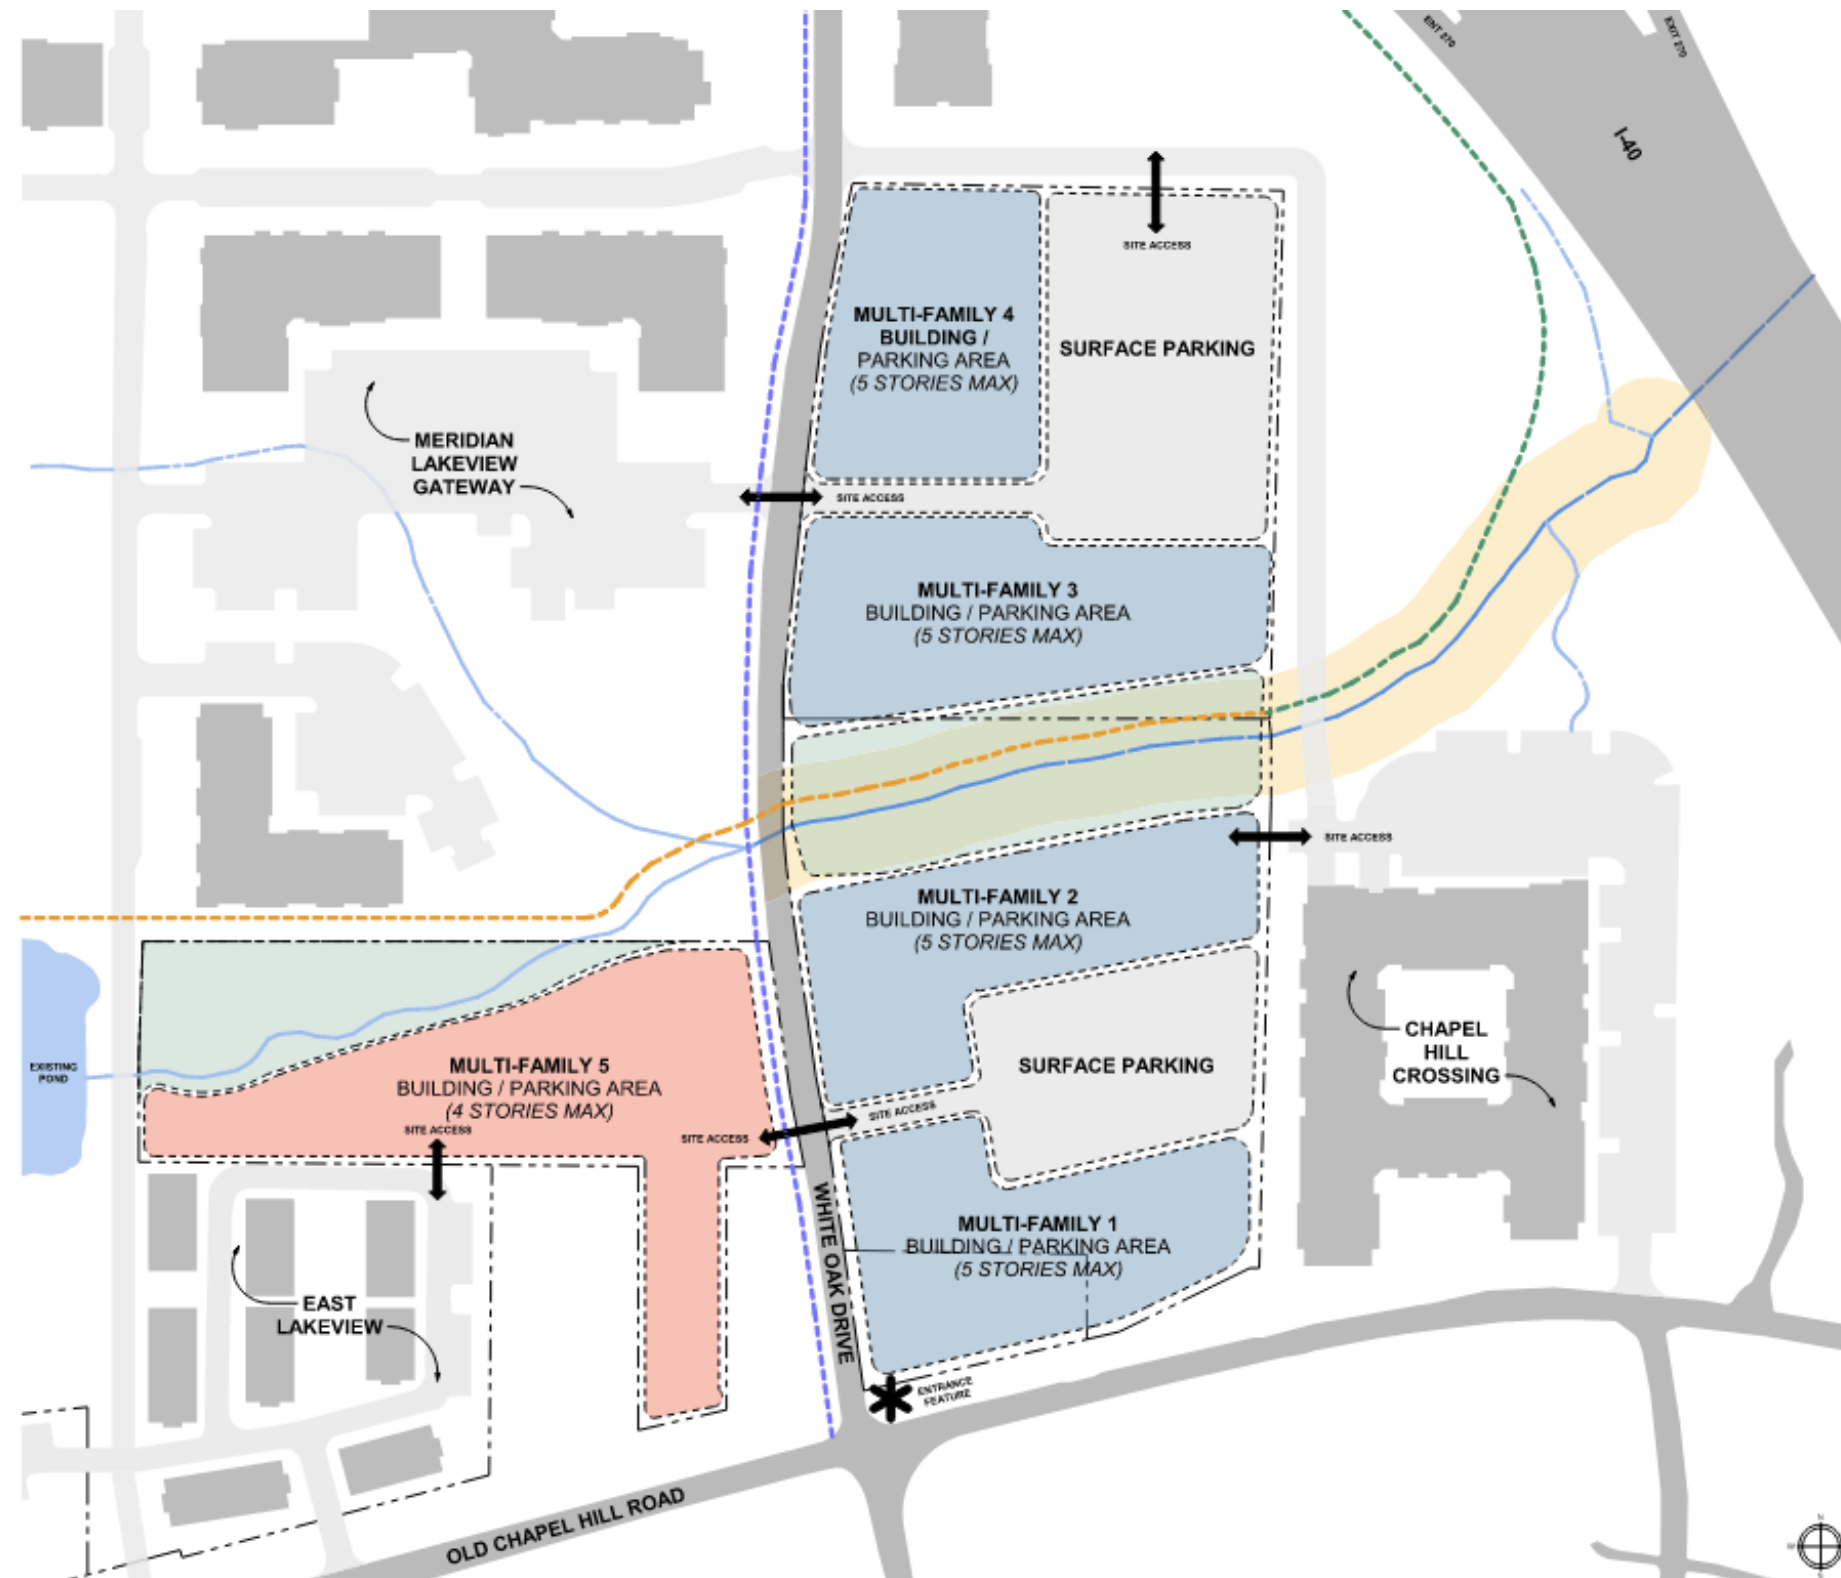 ENT 270
EXIT 270
I-40
SITE ACCESS
MULTI-FAMILY 4
BUILDING /
PARKING AREA
(5 STORIES MAX)
SURFACE PARKING
MERIDIAN
LAKEVIEW
GATEWAY
SITE ACCESS
MULTI-FAMILY 3
BUILDING / PARKING AREA
(5 STORIES MAX)
SITE ACCESS
MULTI-FAMILY 2
BUILDING / PARKING AREA
(5 STORIES MAX)
EXISTING
POND
MULTI-FAMILY 5
BUILDING / PARKING AREA
(4 STORIES MAX)
SITE ACCESS
SITE ACCESS
SITE ACCESS
SURFACE PARKING
CHAPEL
HILL
CROSSING
WHITE OAK DRIVE
MULTI-FAMILY 1
BUILDING / PARKING AREA
(5 STORIES MAX)
EAST
LAKEVIEW
ENTRANCE
FEATURE
OLD CHAPEL HILL ROAD
N
W
S